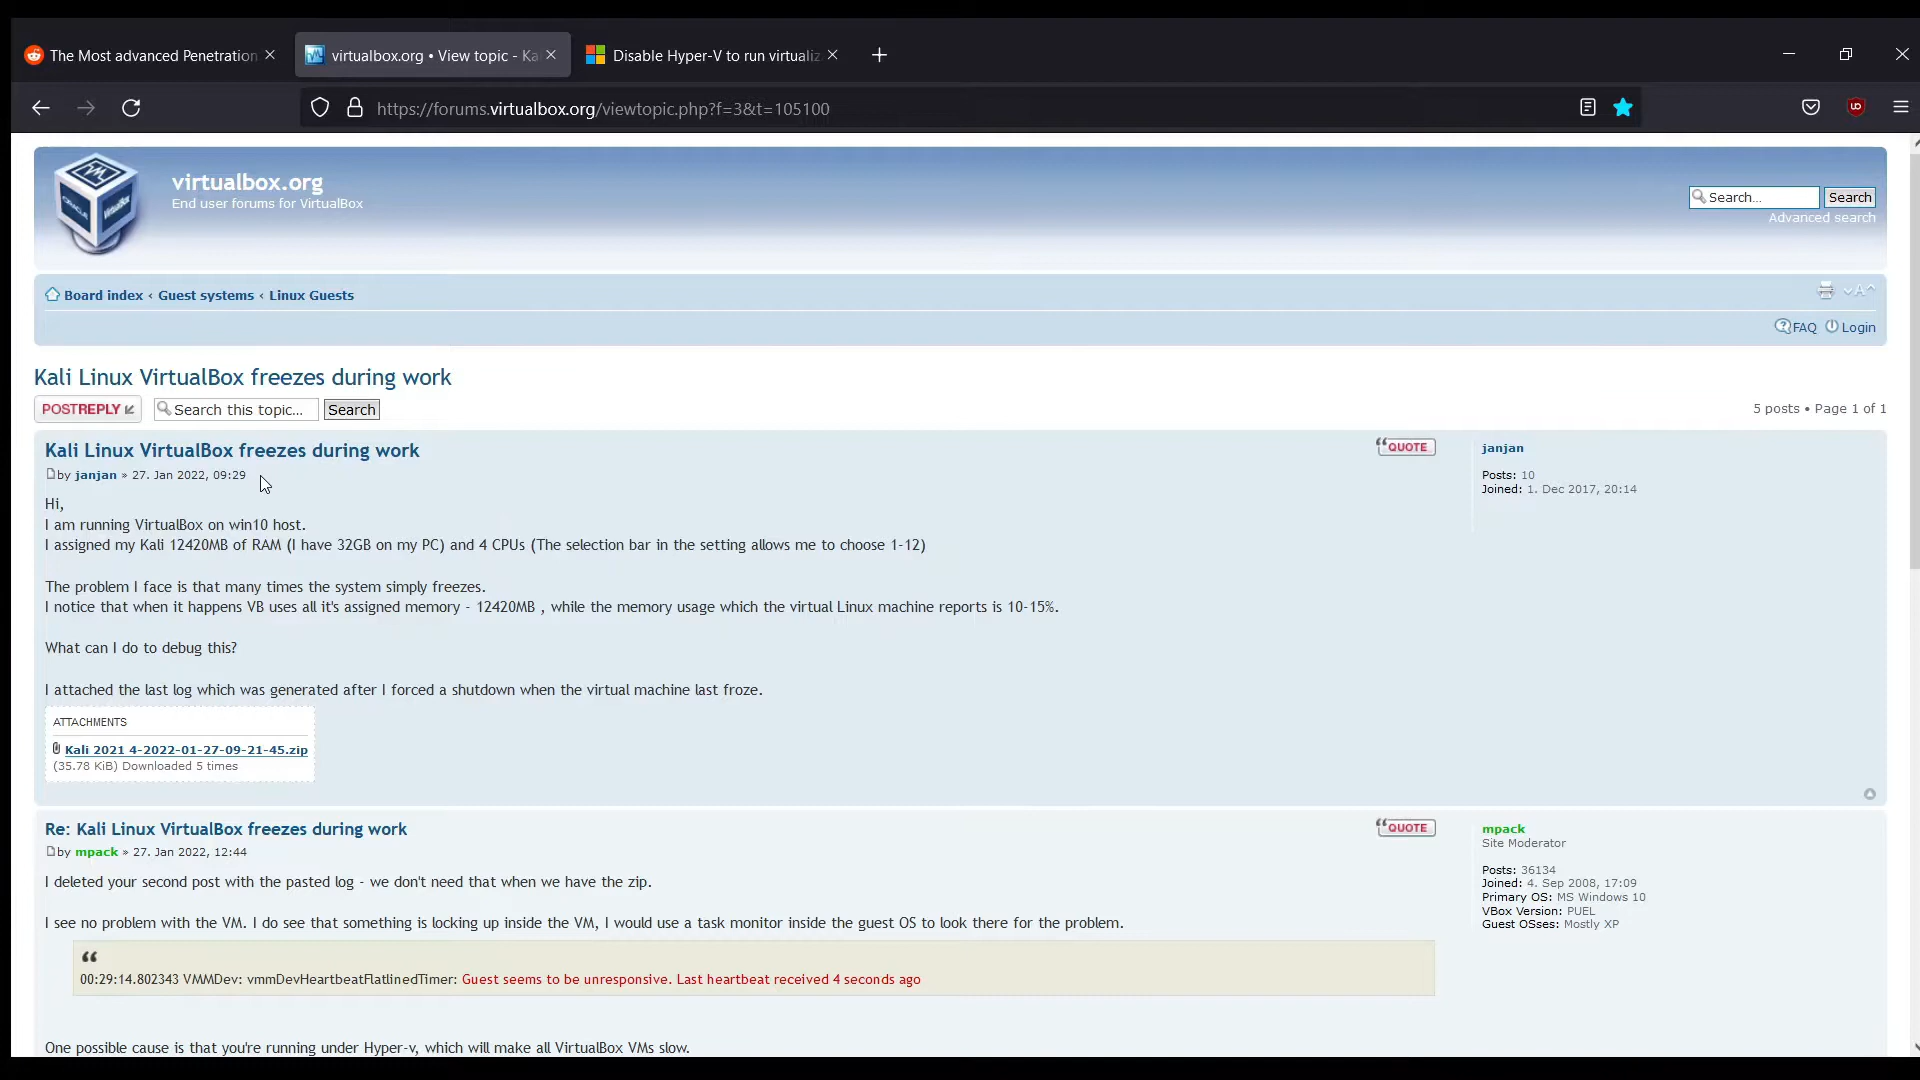 The Most advanced Penetration
virtualbox.org • View topic - Ka
Disable Hyper-V to run virtualiz
https://forums.virtualbox.org/viewtopic.php?f=3&t=105100
virtualbox.org
End user forums for VirtualBox
Search...
Search
Advanced search
Board index ‹ Guest systems ‹ Linux Guests
A
FAQ Login
Kali Linux VirtualBox freezes during work
POSTREPLY Search this topic... Search
5 posts • Page 1 of 1
Kali Linux VirtualBox freezes during work
by janjan » 27. Jan 2022, 09:29
Hi,
I am running VirtualBox on win10 host.
I assigned my Kali 12420MB of RAM (I have 32GB on my PC) and 4 CPUs (The selection bar in the setting allows me to choose 1-12)
The problem I face is that many times the system simply freezes.
I notice that when it happens VB uses all it's assigned memory - 12420MB , while the memory usage which the virtual Linux machine reports is 10-15%.
What can I do to debug this?
I attached the last log which was generated after I forced a shutdown when the virtual machine last froze.
ATTACHMENTS
Kali 2021 4-2022-01-27-09-21-45.zip
(35.78 KiB) Downloaded 5 times
QUOTE
janjan
Posts: 10
Joined: 1. Dec 2017, 20:14
Re: Kali Linux VirtualBox freezes during work
by mpack » 27. Jan 2022, 12:44
I deleted your second post with the pasted log - we don't need that when we have the zip.
I see no problem with the VM. I do see that something is locking up inside the VM, I would use a task monitor inside the guest OS to look there for the problem.
00:29:14.802343 VMMDev: vmmDevHeartbeatFlatlinedTimer: Guest seems to be unresponsive. Last heartbeat received 4 seconds ago
One possible cause is that you're running under Hyper-v, which will make all VirtualBox VMs slow.
QUOTE
mpack
Site Moderator
Posts: 36134
Joined: 4. Sep 2008, 17:09
Primary OS: MS Windows 10
VBox Version: PUEL
Guest OSses: Mostly XP